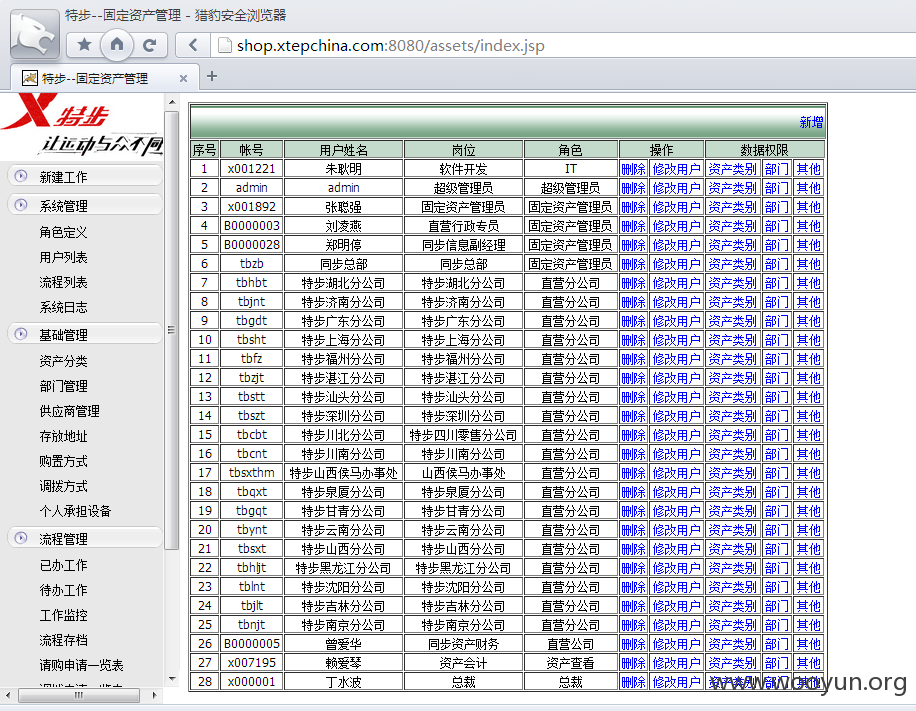 特步--固定资产管理 - 猎豹安全浏览器
shop.xtepchina.com:8080/assets/index.jsp
特步--固定资产管理
特步
让运动与众不同
新建工作
系统管理
角色定义
用户列表
流程列表
系统日志
基础管理
资产分类
部门管理
供应商管理
存放地址
购置方式
调拨方式
个人承担设备
流程管理
已办工作
待办工作
工作监控
流程存档
请购申请一览表
新增
序号 帐号 用户姓名 岗位 角色 操作 数据权限
1 x001221 朱耿明 软件开发 IT 删除 修改用户 资产类别 部门 其他
2 admin admin 超级管理员 超级管理员 删除 修改用户 资产类别 部门 其他
3 x001892 张聪强 固定资产管理员 固定资产管理员 删除 修改用户 资产类别 部门 其他
4 B0000003 刘凌燕 直营行政专员 固定资产管理员 删除 修改用户 资产类别 部门 其他
5 B0000028 郑明停 同步信息副经理 固定资产管理员 删除 修改用户 资产类别 部门 其他
6 tbzb 同步总部 同步总部 固定资产管理员 删除 修改用户 资产类别 部门 其他
7 tbhbt 特步湖北分公司 特步湖北分公司 直营分公司 删除 修改用户 资产类别 部门 其他
8 tbjnt 特步济南分公司 特步济南分公司 直营分公司 删除 修改用户 资产类别 部门 其他
9 tbgdt 特步广东分公司 特步广东分公司 直营分公司 删除 修改用户 资产类别 部门 其他
10 tbsht 特步上海分公司 特步上海分公司 直营分公司 删除 修改用户 资产类别 部门 其他
11 tbfz 特步福州分公司 特步福州分公司 直营分公司 删除 修改用户 资产类别 部门 其他
12 tbzjt 特步湛江分公司 特步湛江分公司 直营分公司 删除 修改用户 资产类别 部门 其他
13 tbstt 特步汕头分公司 特步汕头分公司 直营分公司 删除 修改用户 资产类别 部门 其他
14 tbszt 特步深圳分公司 特步深圳分公司 直营分公司 删除 修改用户 资产类别 部门 其他
15 tbcbt 特步川北分公司 特步四川零售分公司 直营分公司 删除 修改用户 资产类别 部门 其他
16 tbcnt 特步川南分公司 特步川南分公司 直营分公司 删除 修改用户 资产类别 部门 其他
17 tbsxthm 特步山西侯马办事处 山西侯马办事处 直营分公司 删除 修改用户 资产类别 部门 其他
18 tbqxt 特步泉厦分公司 特步泉厦分公司 直营分公司 删除 修改用户 资产类别 部门 其他
19 tbgqt 特步甘青分公司 特步甘青分公司 直营分公司 删除 修改用户 资产类别 部门 其他
20 tbynt 特步云南分公司 特步云南分公司 直营分公司 删除 修改用户 资产类别 部门 其他
21 tbsxt 特步山西分公司 特步山西分公司 直营分公司 删除 修改用户 资产类别 部门 其他
22 tbhljt 特步黑龙江分公司 特步黑龙江分公司 直营分公司 删除 修改用户 资产类别 部门 其他
23 tblnt 特步沈阳分公司 特步沈阳分公司 直营分公司 删除 修改用户 资产类别 部门 其他
24 tbjlt 特步吉林分公司 特步吉林分公司 直营分公司 删除 修改用户 资产类别 部门 其他
25 tbnjt 特步南京分公司 特步南京分公司 直营分公司 删除 修改用户 资产类别 部门 其他
26 B0000005 曾爱华 同步资产财务 直营公司 删除 修改用户 资产类别 部门 其他
27 x007195 赖爱琴 资产会计 资产查看 删除 修改用户 资产类别 部门 其他
28 x000001 丁水波 总裁 总裁 删除 修改用户 资产类别 部门 其他
www.wooyun.org